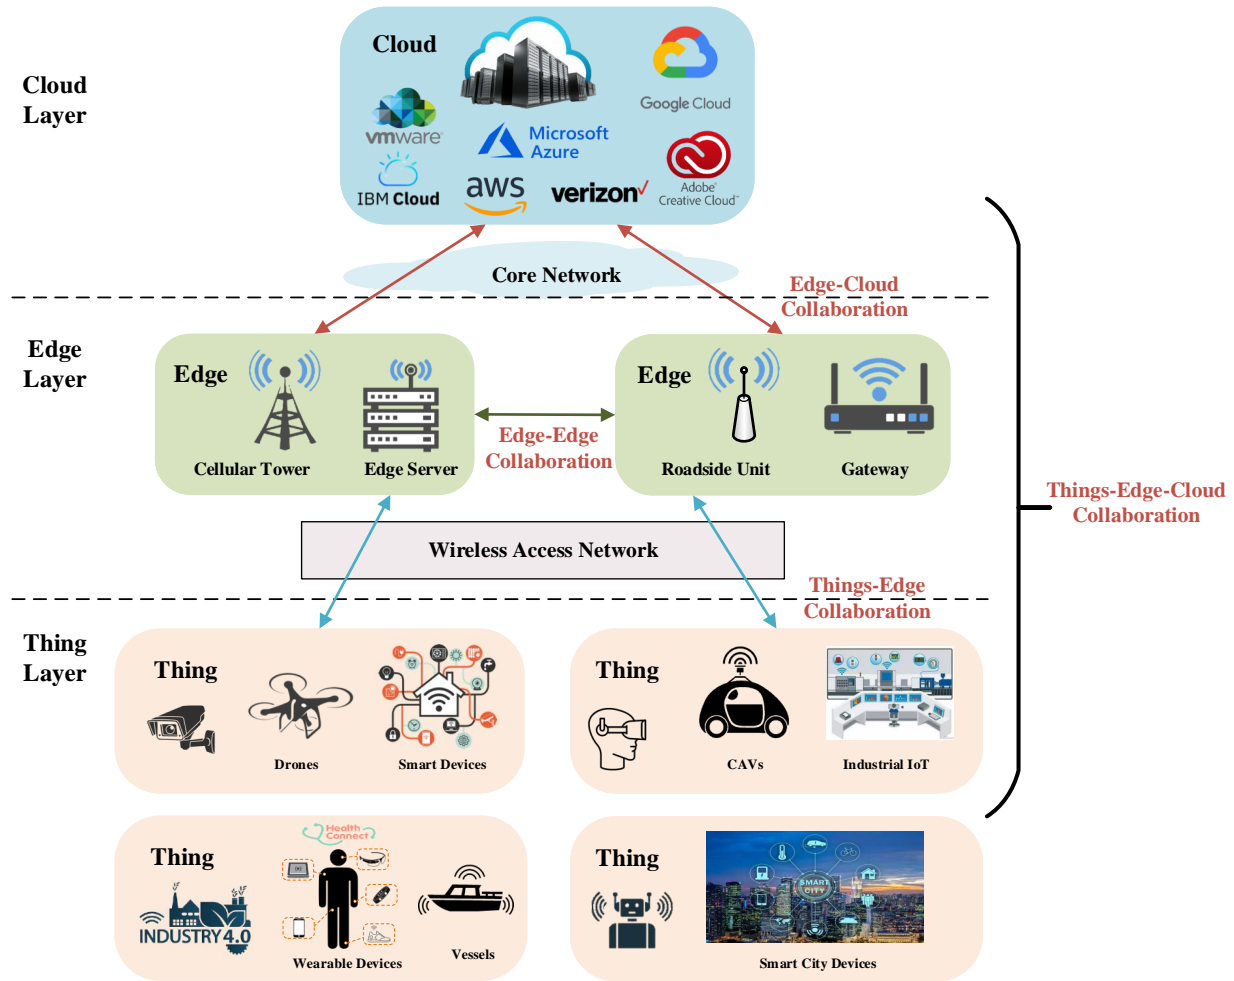 Cloud
Layer
Cloud
Google Cloud
vmware
Microsoft
Azure
IBM Cloud
aws
verizon
Adobe
Creative Cloud
Core Network
Edge-Cloud
Collaboration
Edge
Layer
Edge
Cellular Tower
Edge Server
Edge-Edge
Collaboration
Edge
Roadside Unit
Gateway
Things-Edge-Cloud
Collaboration
Wireless Access Network
Things-Edge
Collaboration
Thing
Layer
Thing
Drones
Smart Devices
Thing
CAVs
Industrial IoT
Thing
INDUSTRY 4.0
Health
Connect
Wearable Devices
Vessels
Thing
SMART
CITY
Smart City Devices